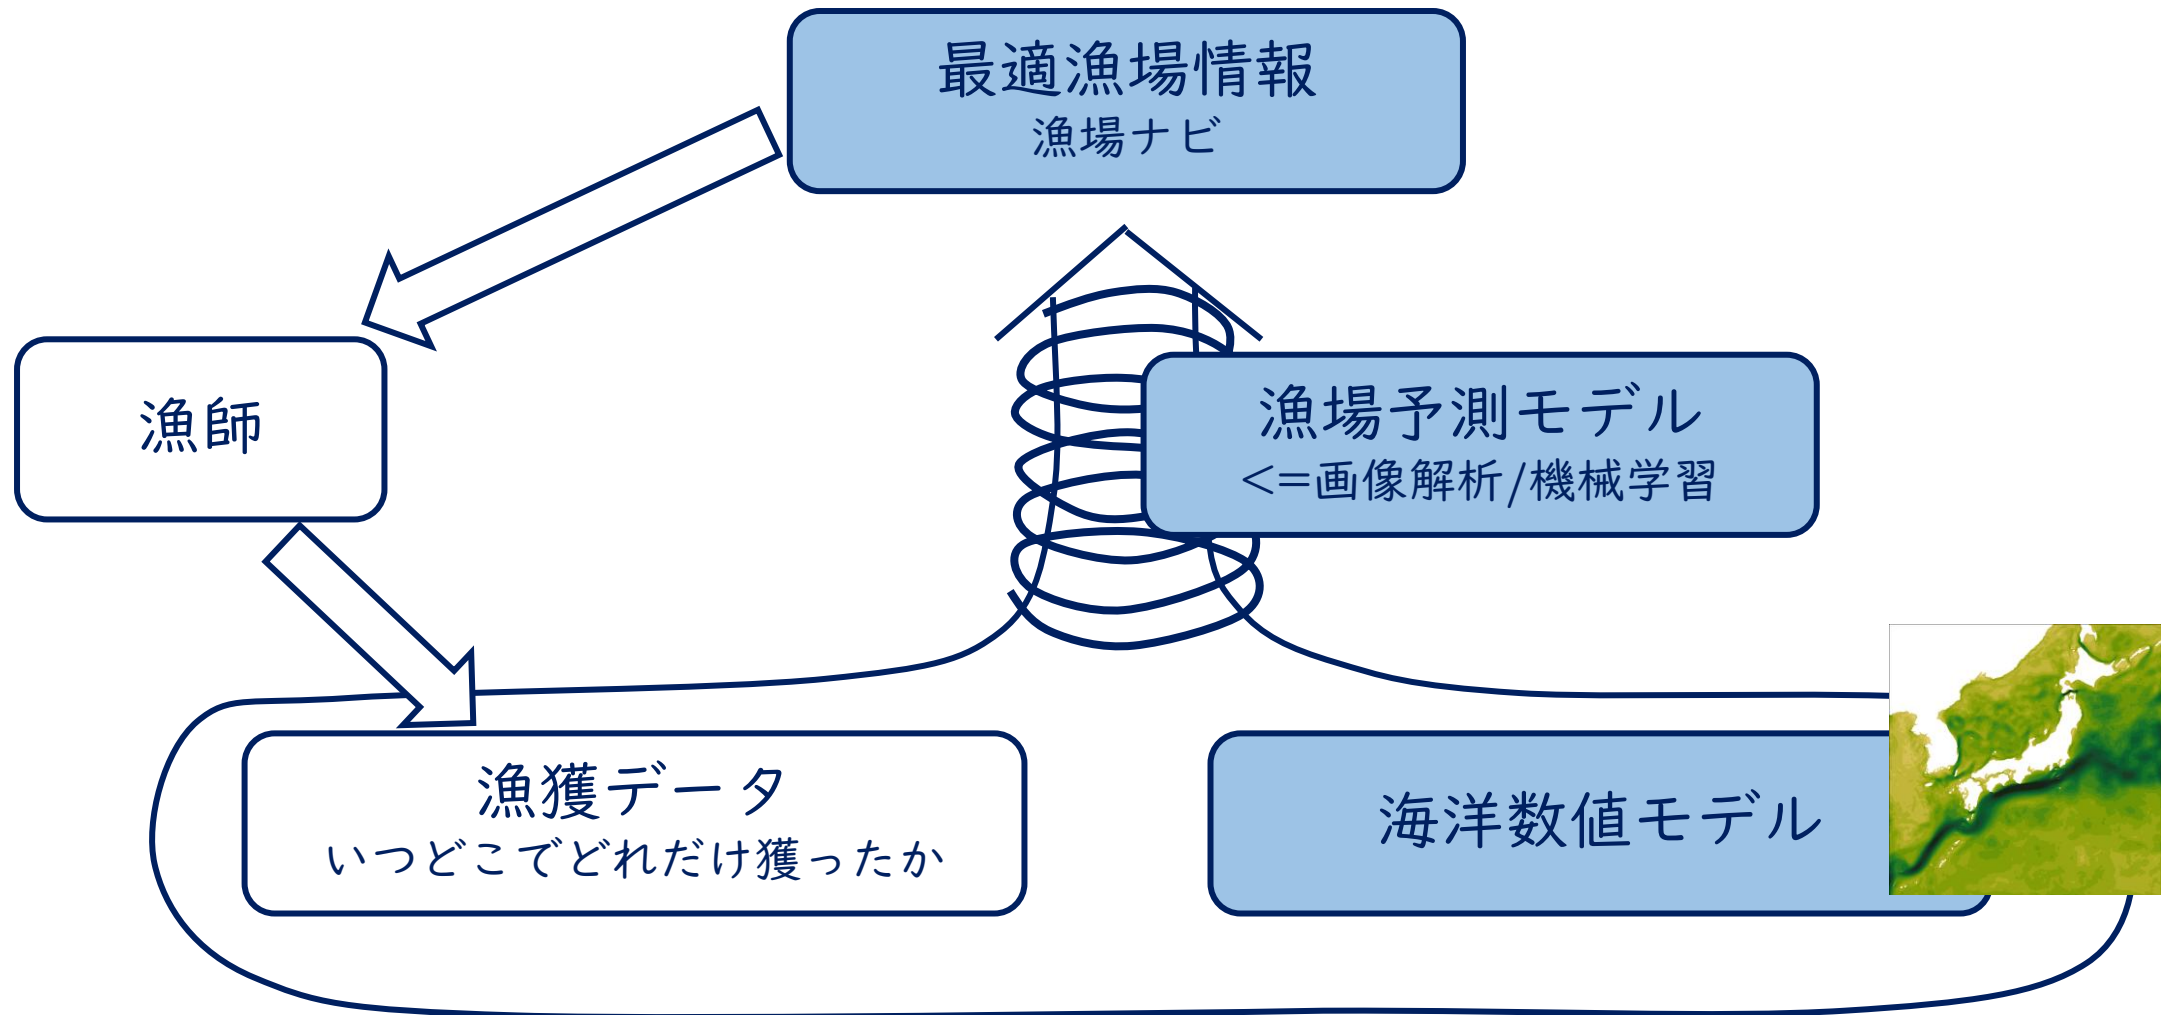 最適漁場情報
漁場ナビ
漁師
漁場予測モデル
<=画像解析/機械学習
漁獲データ
いつどこでどれだけ獲ったか
海洋数値モデル